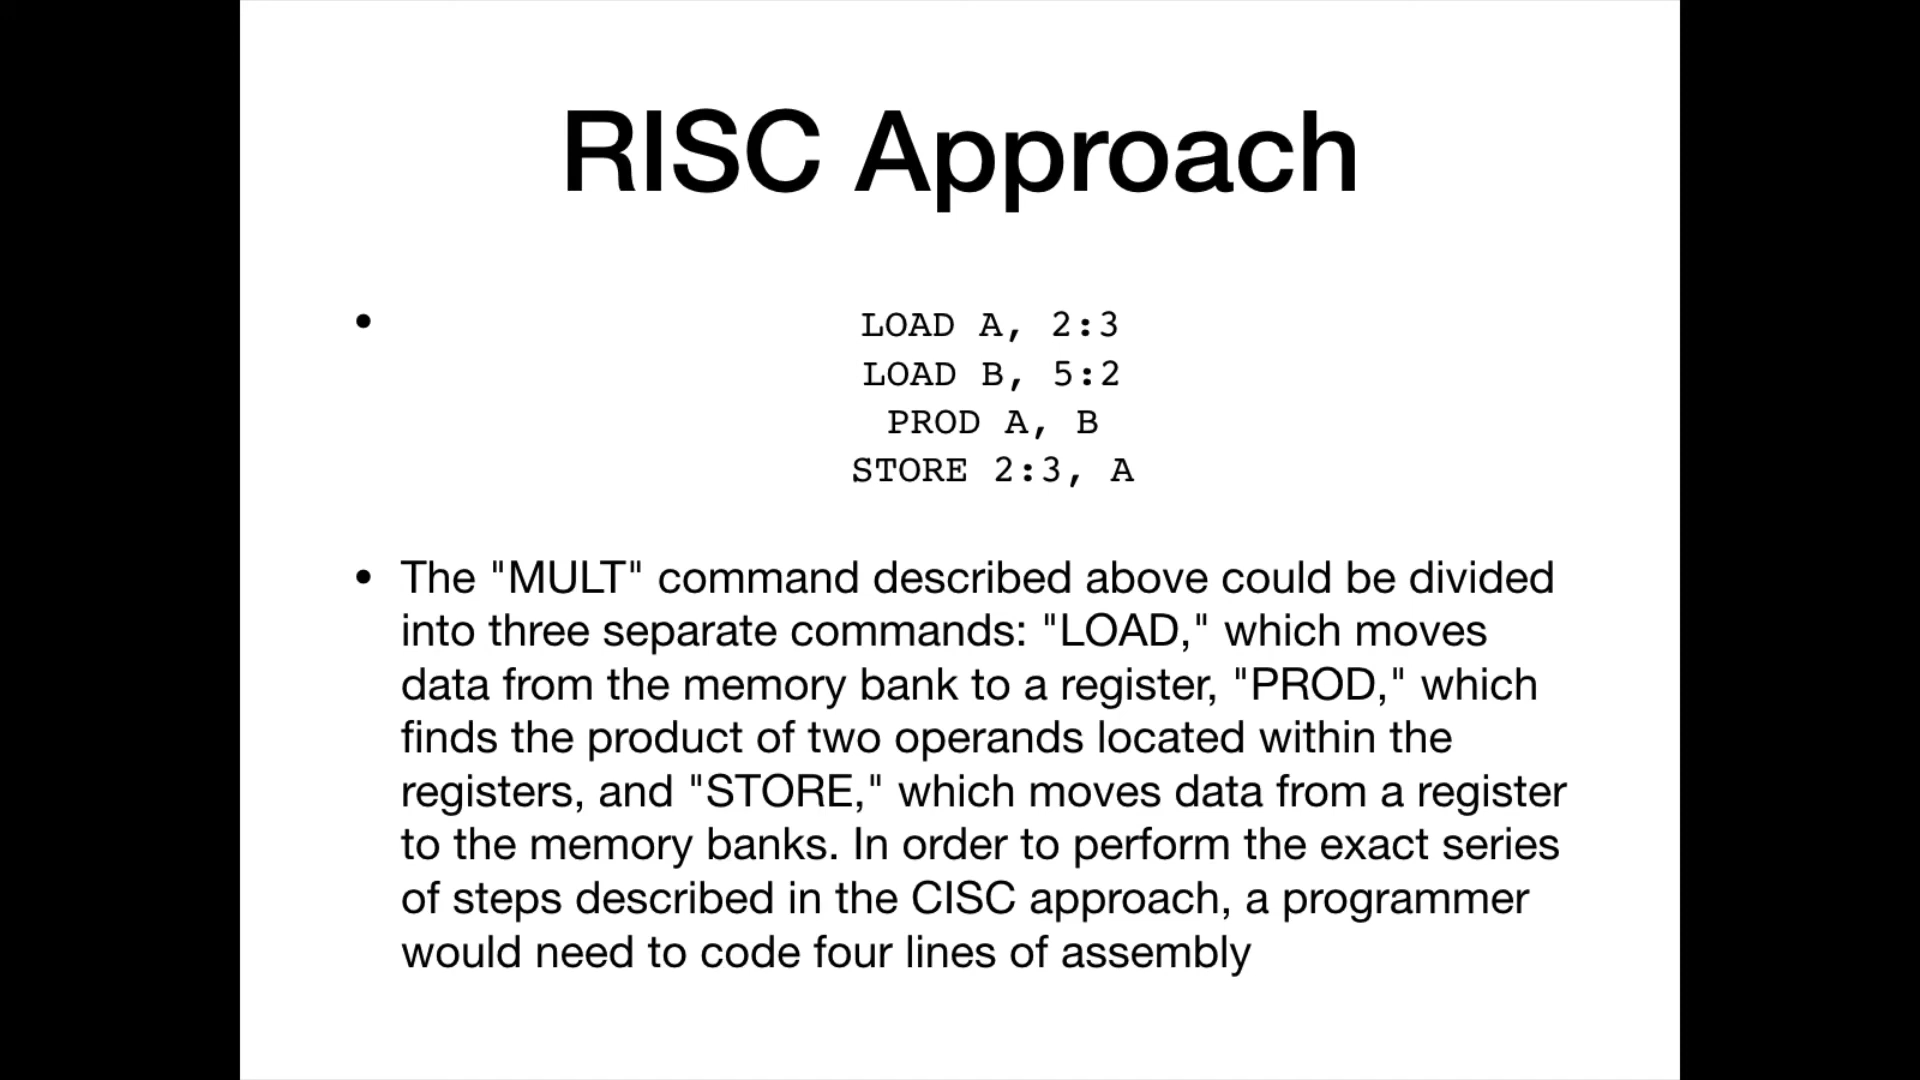 RISC Approach
• LOAD A, 2:3
LOAD B, 5:2
PROD A, B
STORE 2:3, A
• The "MULT" command described above could be divided
into three separate commands: "LOAD," which moves
data from the memory bank to a register, "PROD," which
finds the product of two operands located within the
registers, and "STORE," which moves data from a register
to the memory banks. In order to perform the exact series
of steps described in the CISC approach, a programmer
would need to code four lines of assembly